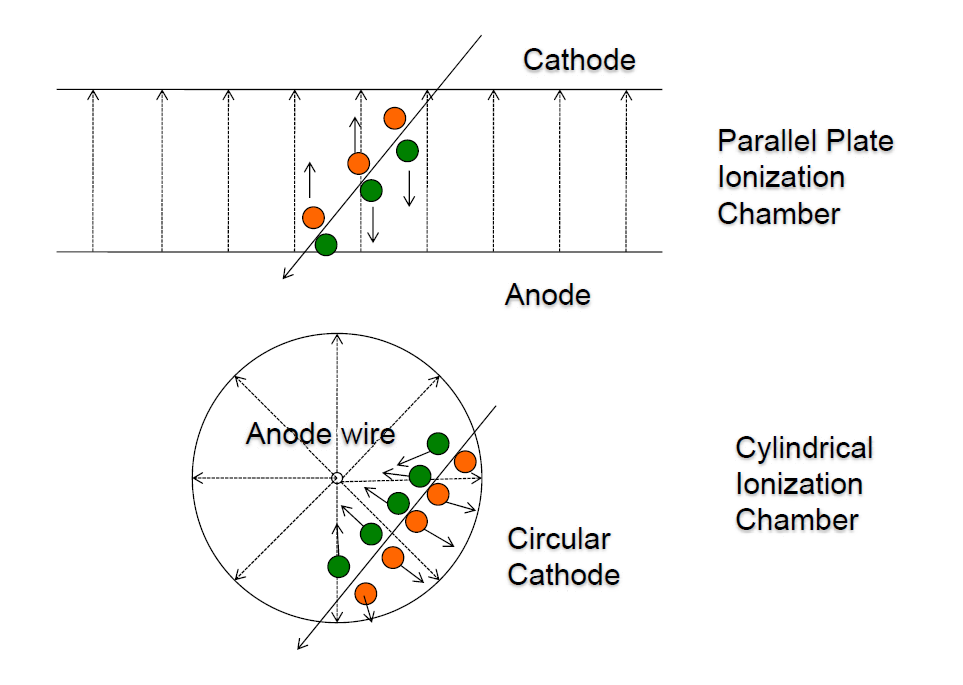 Cathode
Parallel Plate
Ionization
Chamber
Anode
Anode wire
Cylindrical
Ionization
Chamber
Circular
Cathode